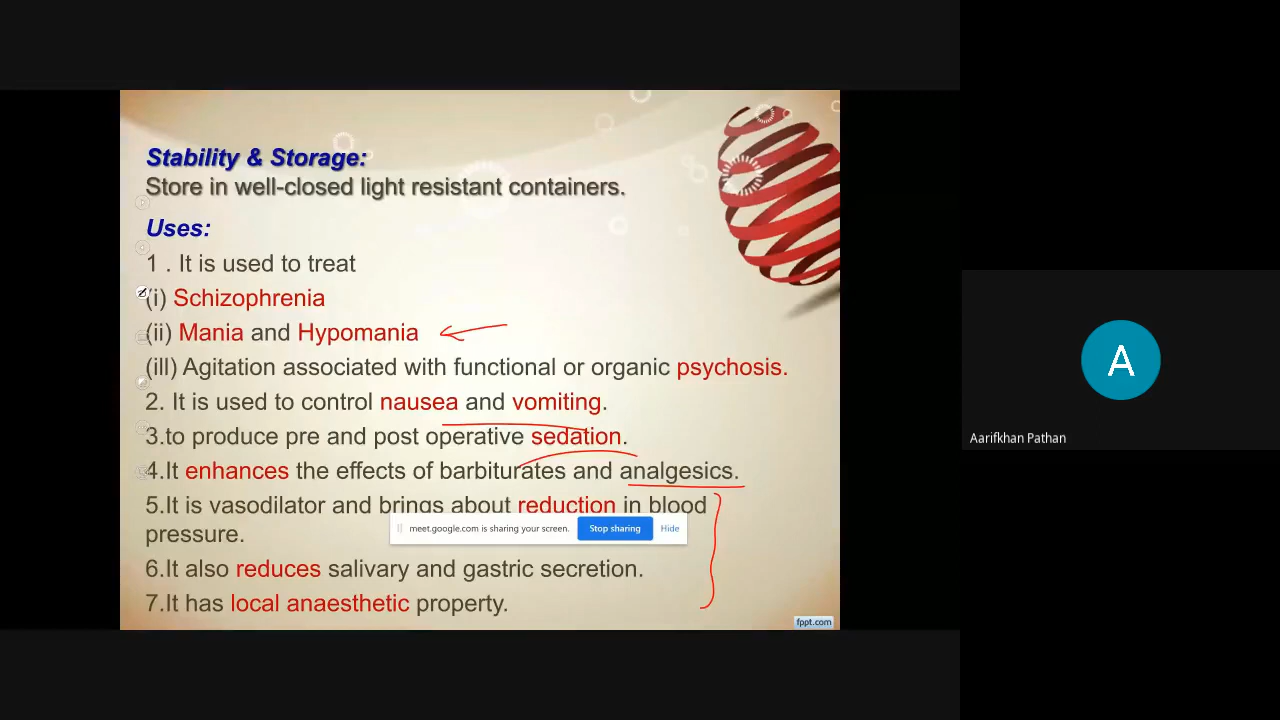 Stability & Storage:
Store in well-closed light resistant containers.
Uses:
1 . It is used to treat
(i) Schizophrenia
(ii) Mania and Hypomania
(ill) Agitation associated with functional or organic psychosis.
2. It is used to control nausea and vomiting.
3.to produce pre and post operative sedation.
4.It enhances the effects of barbiturates and analgesics.
5.It is vasodilator and brings about reduction in blood
pressure.
meet.google.com is sharing your screen. Stop sharing Hide
6.It also reduces salivary and gastric secretion.
7.It has local anaesthetic property.
fppt.com
A
Aarifkhan Pathan